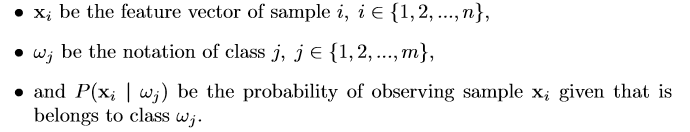 • x_i be the feature vector of sample i, i ∈ {1, 2, ..., n},
• ω_j be the notation of class j, j ∈ {1, 2, ..., m},
• and P(x_i | ω_j) be the probability of observing sample x_i given that is
belongs to class ω_j.